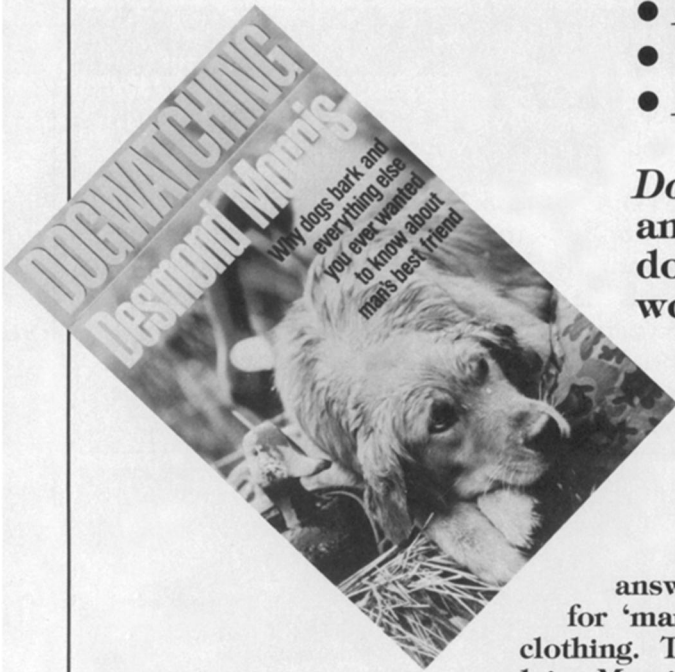 DOGWATCHING
Desmond Morris
Why dogs bark and
everything else
you ever wanted
to know about
man's best friend
Do
an
do
wo
answ
for ‘man
clothing. T